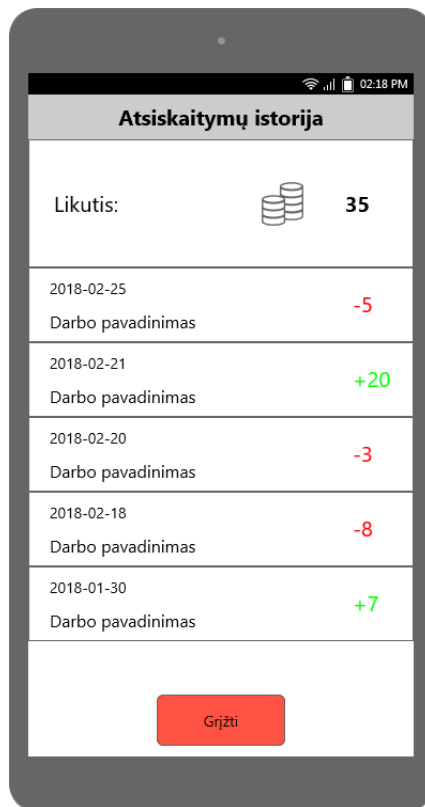 02:18 PM
Atsiskaitymų istorija
Likutis: 35
2018-02-25
-5
Darbo pavadinimas
2018-02-21
+20
Darbo pavadinimas
2018-02-20
-3
Darbo pavadinimas
2018-02-18
-8
Darbo pavadinimas
2018-01-30
+7
Darbo pavadinimas
Grįžti